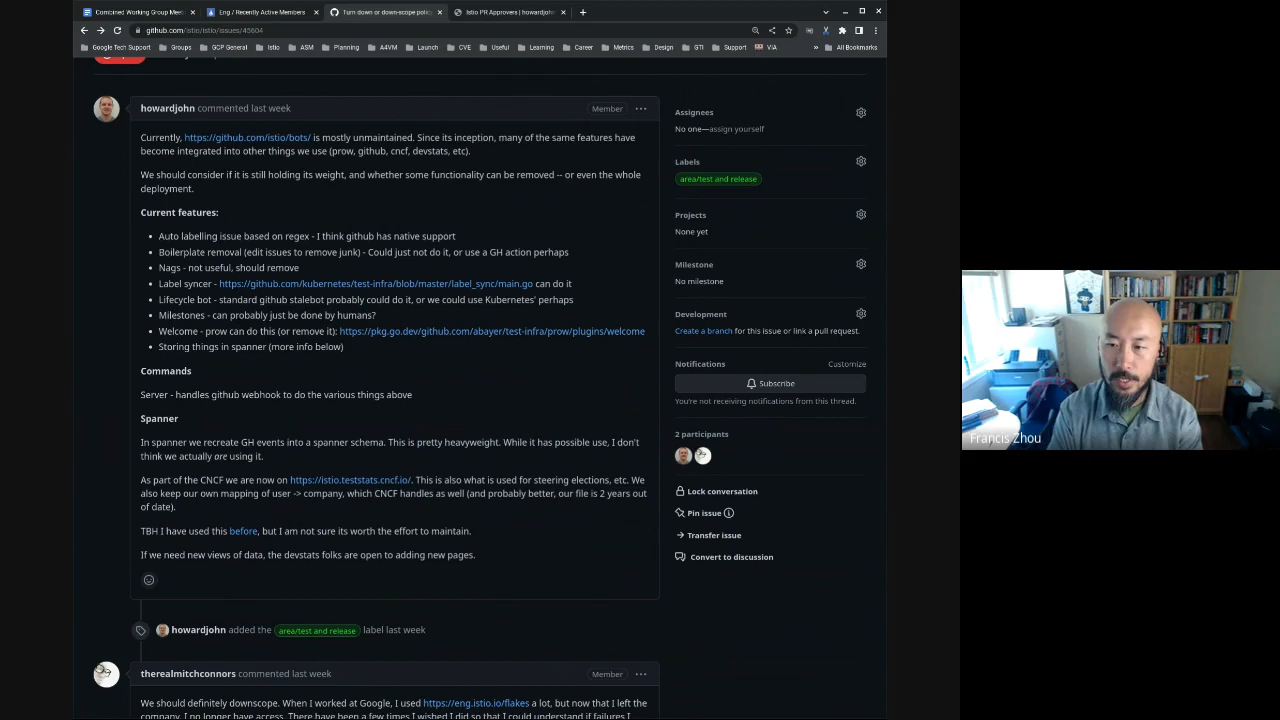 Combined Working Group Meet
Eng / Recently Active Members
Turn down or down-scope polic
Istio PR Approvers | howardjohn
github.com/istio/istio/issues/45604
Google Tech Support
Groups
GCP General
Istio
ASM
Planning
A4VM
Launch
CVE
Useful
Learning
Career
Metrics
Design
GTI
Support
VIA
All Bookmarks
howardjohn commented last week
Member
Currently, https://github.com/istio/bots/ is mostly unmaintained. Since its inception, many of the same features have
become integrated into other things we use (prow, github, cncf, devstats, etc).
We should consider if it is still holding its weight, and whether some functionality can be removed -- or even the whole
deployment.
Current features:
• Auto labelling issue based on regex - I think github has native support
• Boilerplate removal (edit issues to remove junk) - Could just not do it, or use a GH action perhaps
• Nags - not useful, should remove
• Label syncer - https://github.com/kubernetes/test-infra/blob/master/label_sync/main.go can do it
• Lifecycle bot - standard github stalebot probably could do it, or we could use Kubernetes' perhaps
• Milestones - can probably just be done by humans?
• Welcome - prow can do this (or remove it): https://pkg.go.dev/github.com/abayer/test-infra/prow/plugins/welcome
• Storing things in spanner (more info below)
Commands
Server - handles github webhook to do the various things above
Spanner
In spanner we recreate GH events into a spanner schema. This is pretty heavyweight. While it has possible use, I don't
think we actually are using it.
As part of the CNCF we are now on https://istio.teststats.cncf.io/. This is also what is used for steering elections, etc. We
also keep our own mapping of user -> company, which CNCF handles as well (and probably better, our file is 2 years out
of date).
TBH I have used this before, but I am not sure its worth the effort to maintain.
If we need new views of data, the devstats folks are open to adding new pages.
howardjohn added the area/test and release label last week
therealmitchconnors commented last week
Member
We should definitely downscope. When I worked at Google, I used https://eng.istio.io/flakes a lot, but now that I left the
company, I no longer have access. There have been a few times I wished I did so that I could understand if failures I
Assignees
No one—assign yourself
Labels
area/test and release
Projects
None yet
Milestone
No milestone
Development
Create a branch for this issue or link a pull request.
Notifications
Customize
Subscribe
You're not receiving notifications from this thread.
2 participants
Lock conversation
Pin issue
Transfer issue
Convert to discussion
Francis Zhou